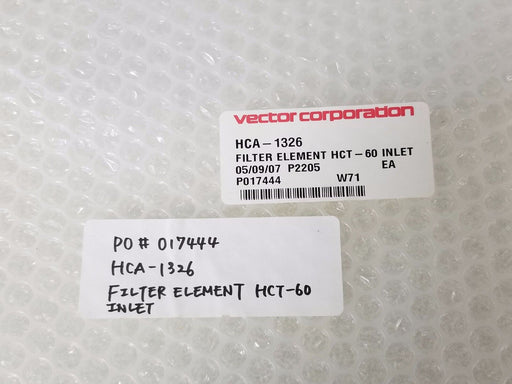 vector corporation
HCA-1326
FILTER ELEMENT HCT-60 INLET
05/09/07 P2205 EA
P017444 W71
PO# 017444
HCA-1326
FILTER ELEMENT HCT-60
INLET